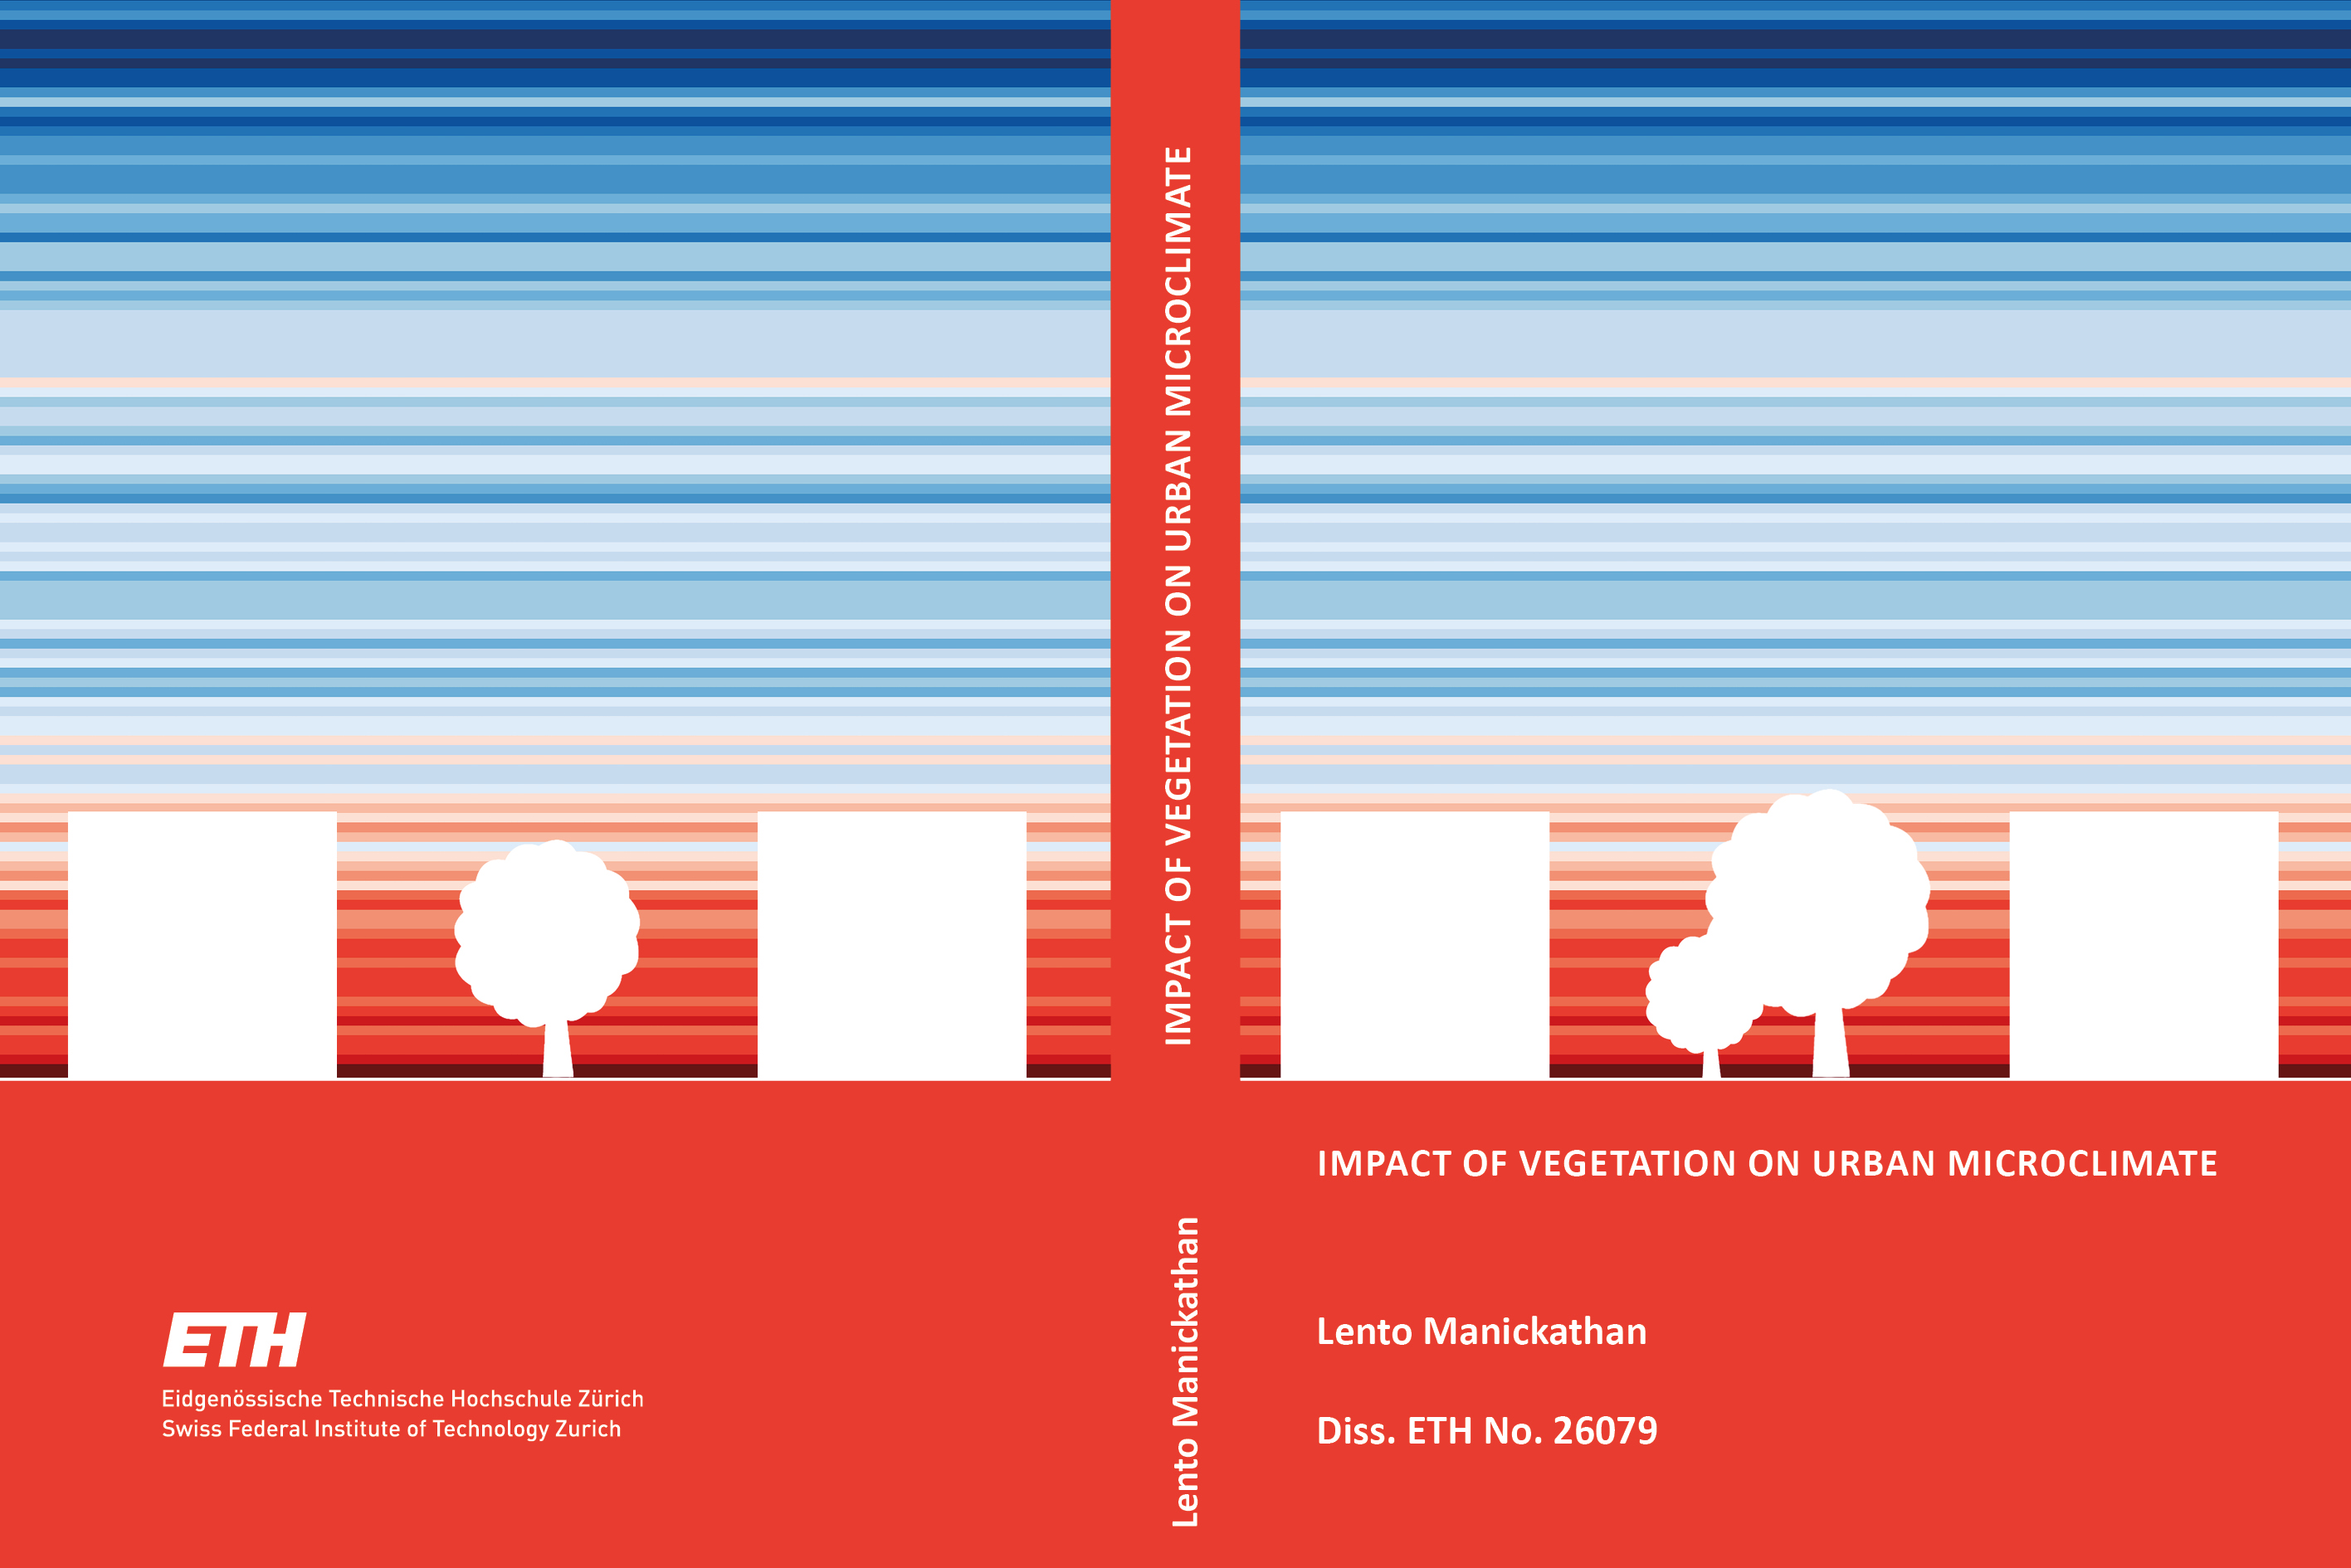 ETH
Eidgenössische Technische Hochschule Zürich
Swiss Federal Institute of Technology Zurich
IMPACT OF VEGETATION ON URBAN MICROCLIMATE
Lento Manickathan
IMPACT OF VEGETATION ON URBAN MICROCLIMATE
Lento Manickathan
Diss. ETH No. 26079